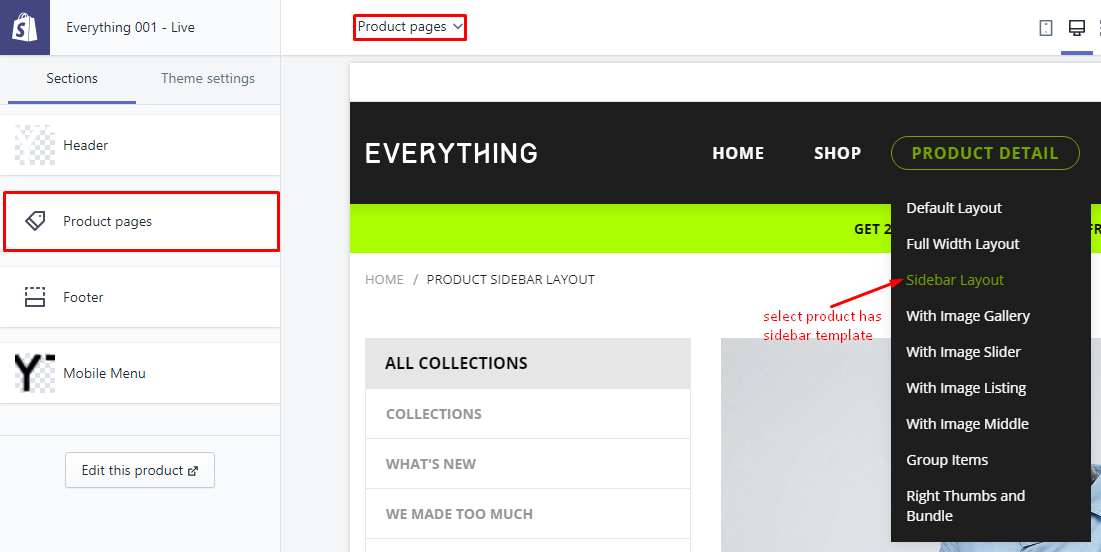 Everything 001 - Live
Product pages
Sections
Theme settings
Header
Product pages
Footer
Mobile Menu
Edit this product
EVERYTHING
HOME
SHOP
PRODUCT DETAIL
GET 2
FR
Default Layout
Full Width Layout
Sidebar Layout
With Image Gallery
With Image Slider
With Image Listing
With Image Middle
Group Items
Right Thumbs and
Bundle
HOME / PRODUCT SIDEBAR LAYOUT
select product has
sidebar template
ALL COLLECTIONS
COLLECTIONS
WHAT'S NEW
WE MADE TOO MUCH